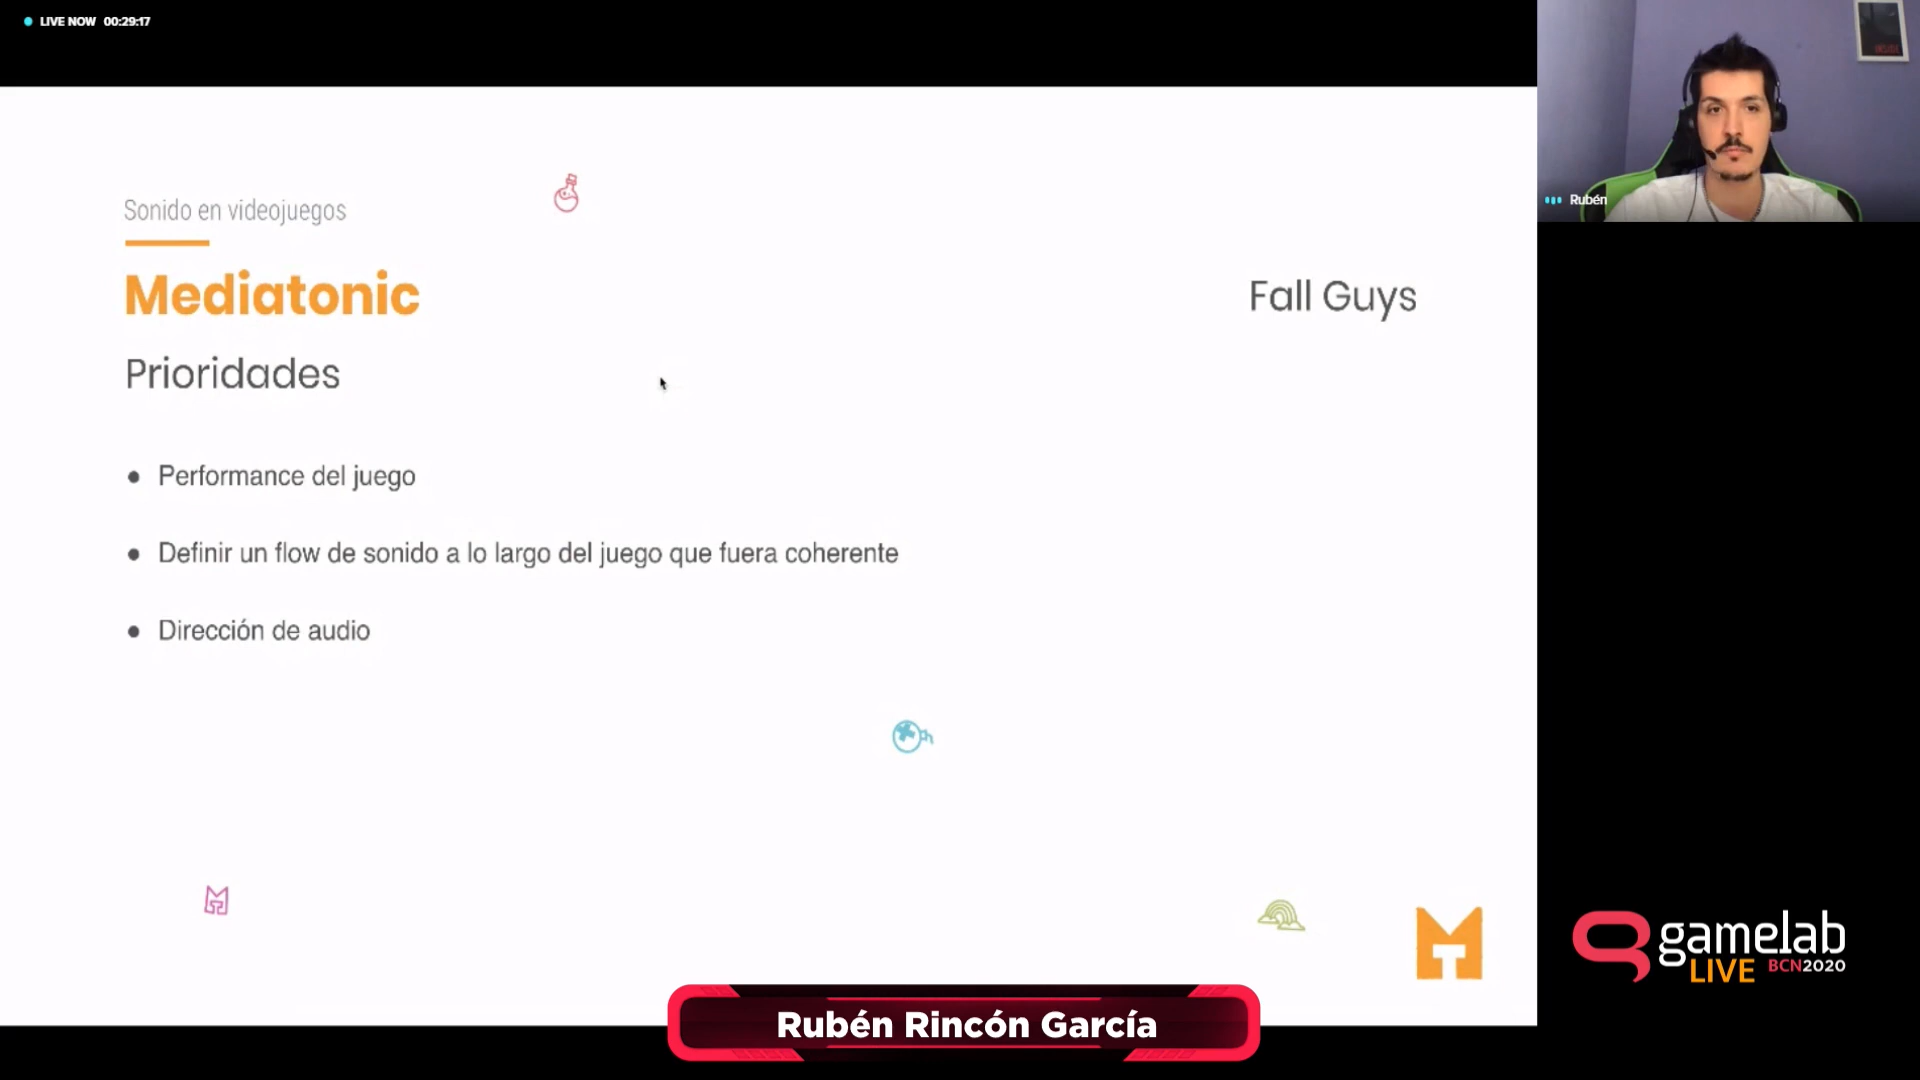 LIVE NOW 00:29:17
Rubén
Sonido en videojuegos
Mediatonic
Fall Guys
Prioridades
● Performance del juego
● Definir un flow de sonido a lo largo del juego que fuera coherente
● Dirección de audio
gamelab
LIVE BCN2020
Rubén Rincón García